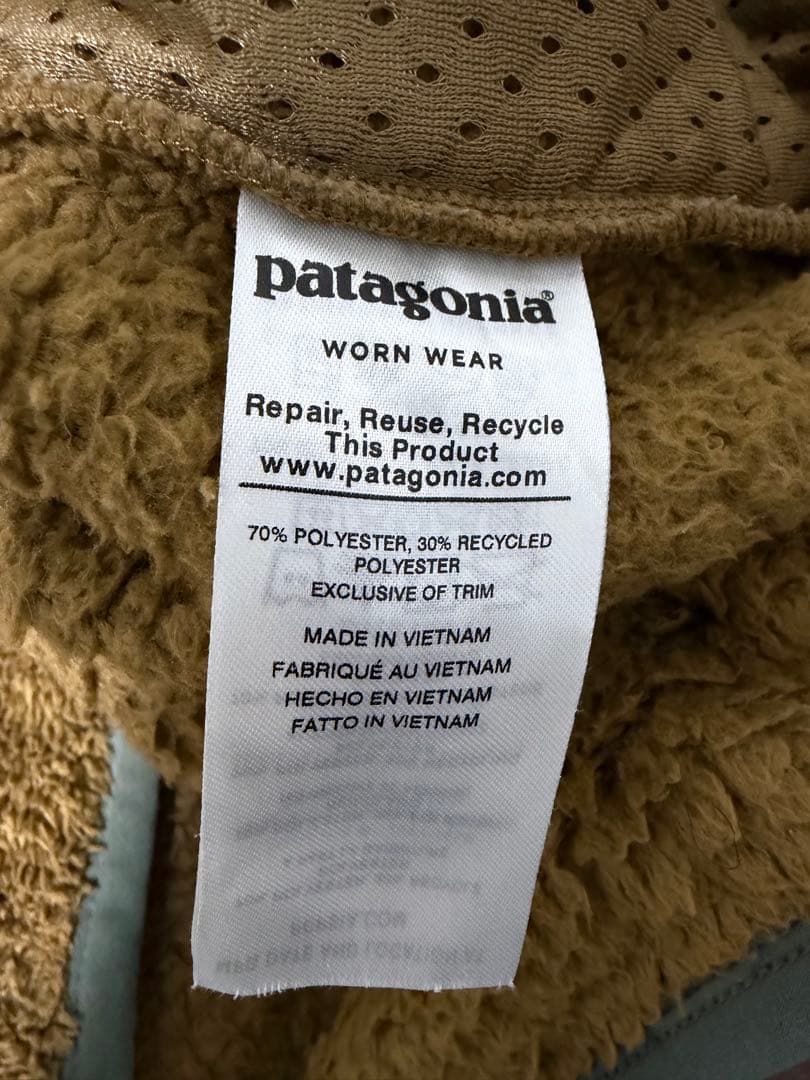 patagonia®
WORN WEAR
Repair, Reuse, Recycle
This Product
www.patagonia.com
70% POLYESTER, 30% RECYCLED
POLYESTER
EXCLUSIVE OF TRIM
MADE IN VIETNAM
FABRIQUÉ AU VIETNAM
HECHO EN VIETNAM
FATTO IN VIETNAM